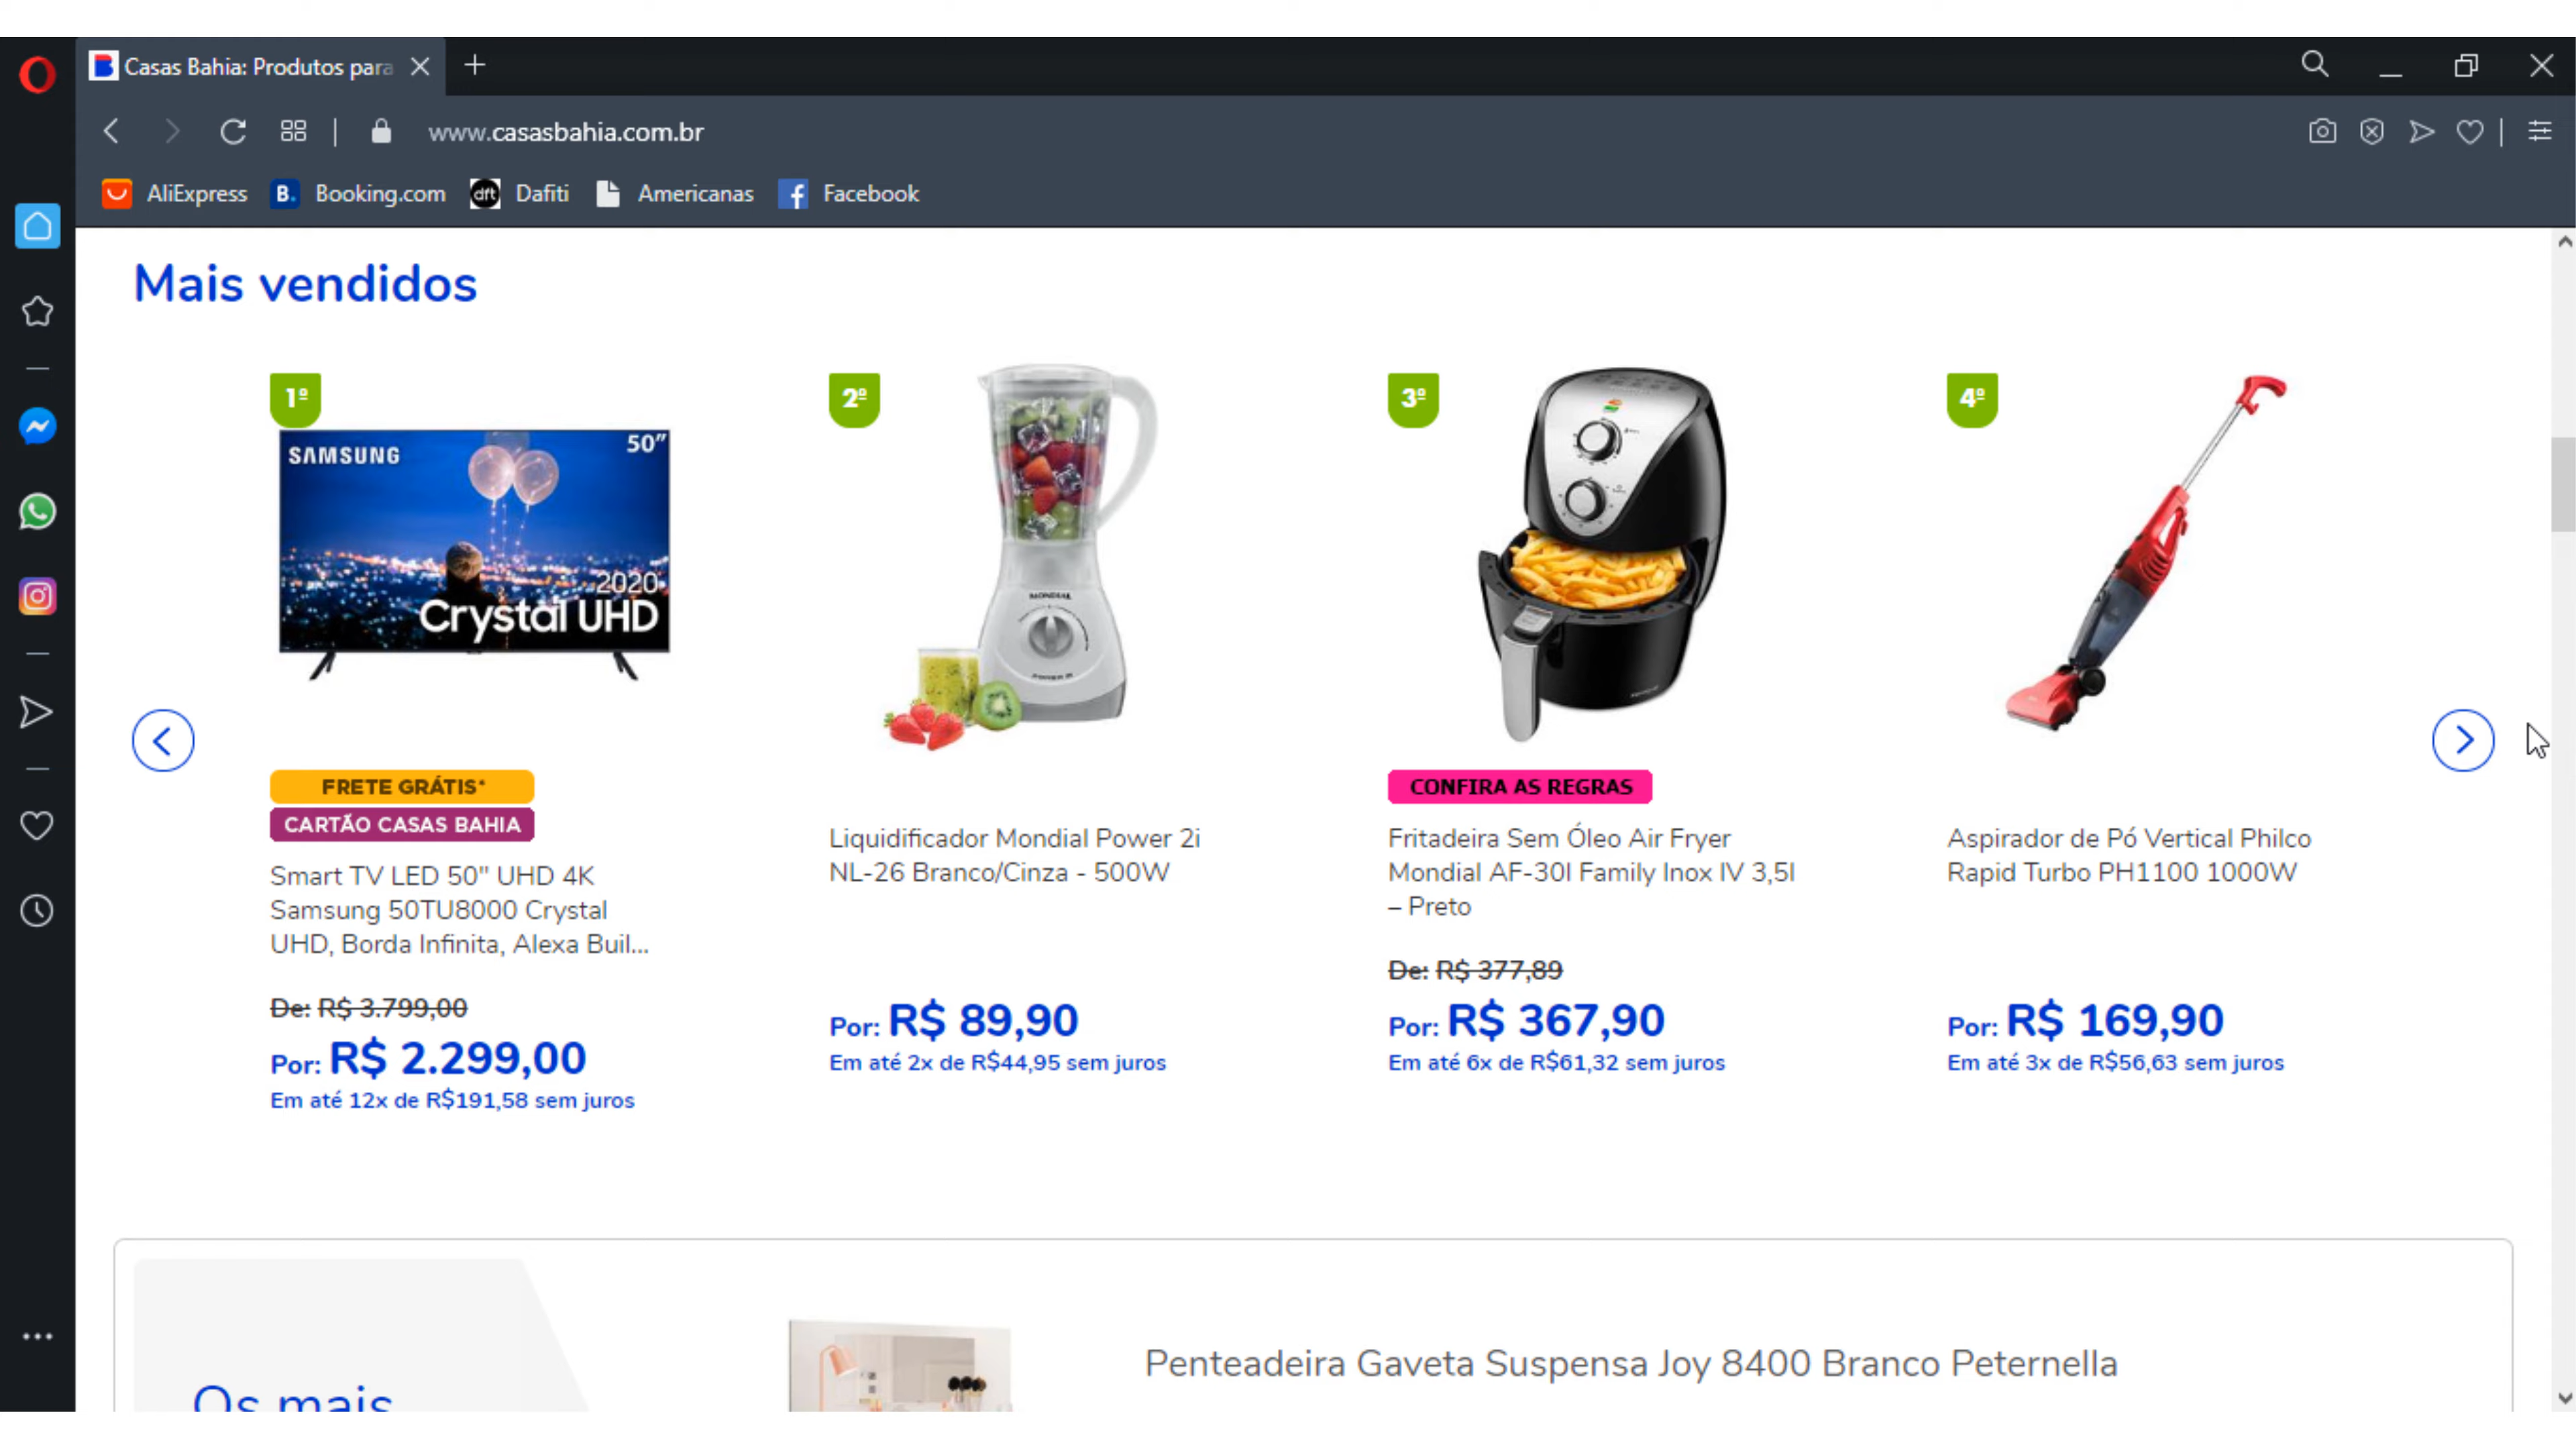 Casas Bahia: Produtos para
www.casasbahia.com.br
AliExpress
B. Booking.com
dft Dafiti
Americanas
Facebook
Mais vendidos
1º
SAMSUNG
50"
2020
Crystal UHD
FRETE GRÁTIS*
CARTÃO CASAS BAHIA
Smart TV LED 50" UHD 4K
Samsung 50TU8000 Crystal
UHD, Borda Infinita, Alexa Buil...
De: R$ 3.799,00
Por: R$ 2.299,00
Em até 12x de R$191,58 sem juros
2º
MONDIAL
Liquidificador Mondial Power 2i
NL-26 Branco/Cinza - 500W
Por: R$ 89,90
Em até 2x de R$44,95 sem juros
3º
CONFIRA AS REGRAS
Fritadeira Sem Óleo Air Fryer
Mondial AF-30I Family Inox IV 3,5l
– Preto
De: R$ 377,89
Por: R$ 367,90
Em até 6x de R$61,32 sem juros
4º
Aspirador de Pó Vertical Philco
Rapid Turbo PH1100 1000W
Por: R$ 169,90
Em até 3x de R$56,63 sem juros
Os mais
Penteadeira Gaveta Suspensa Joy 8400 Branco Peternella